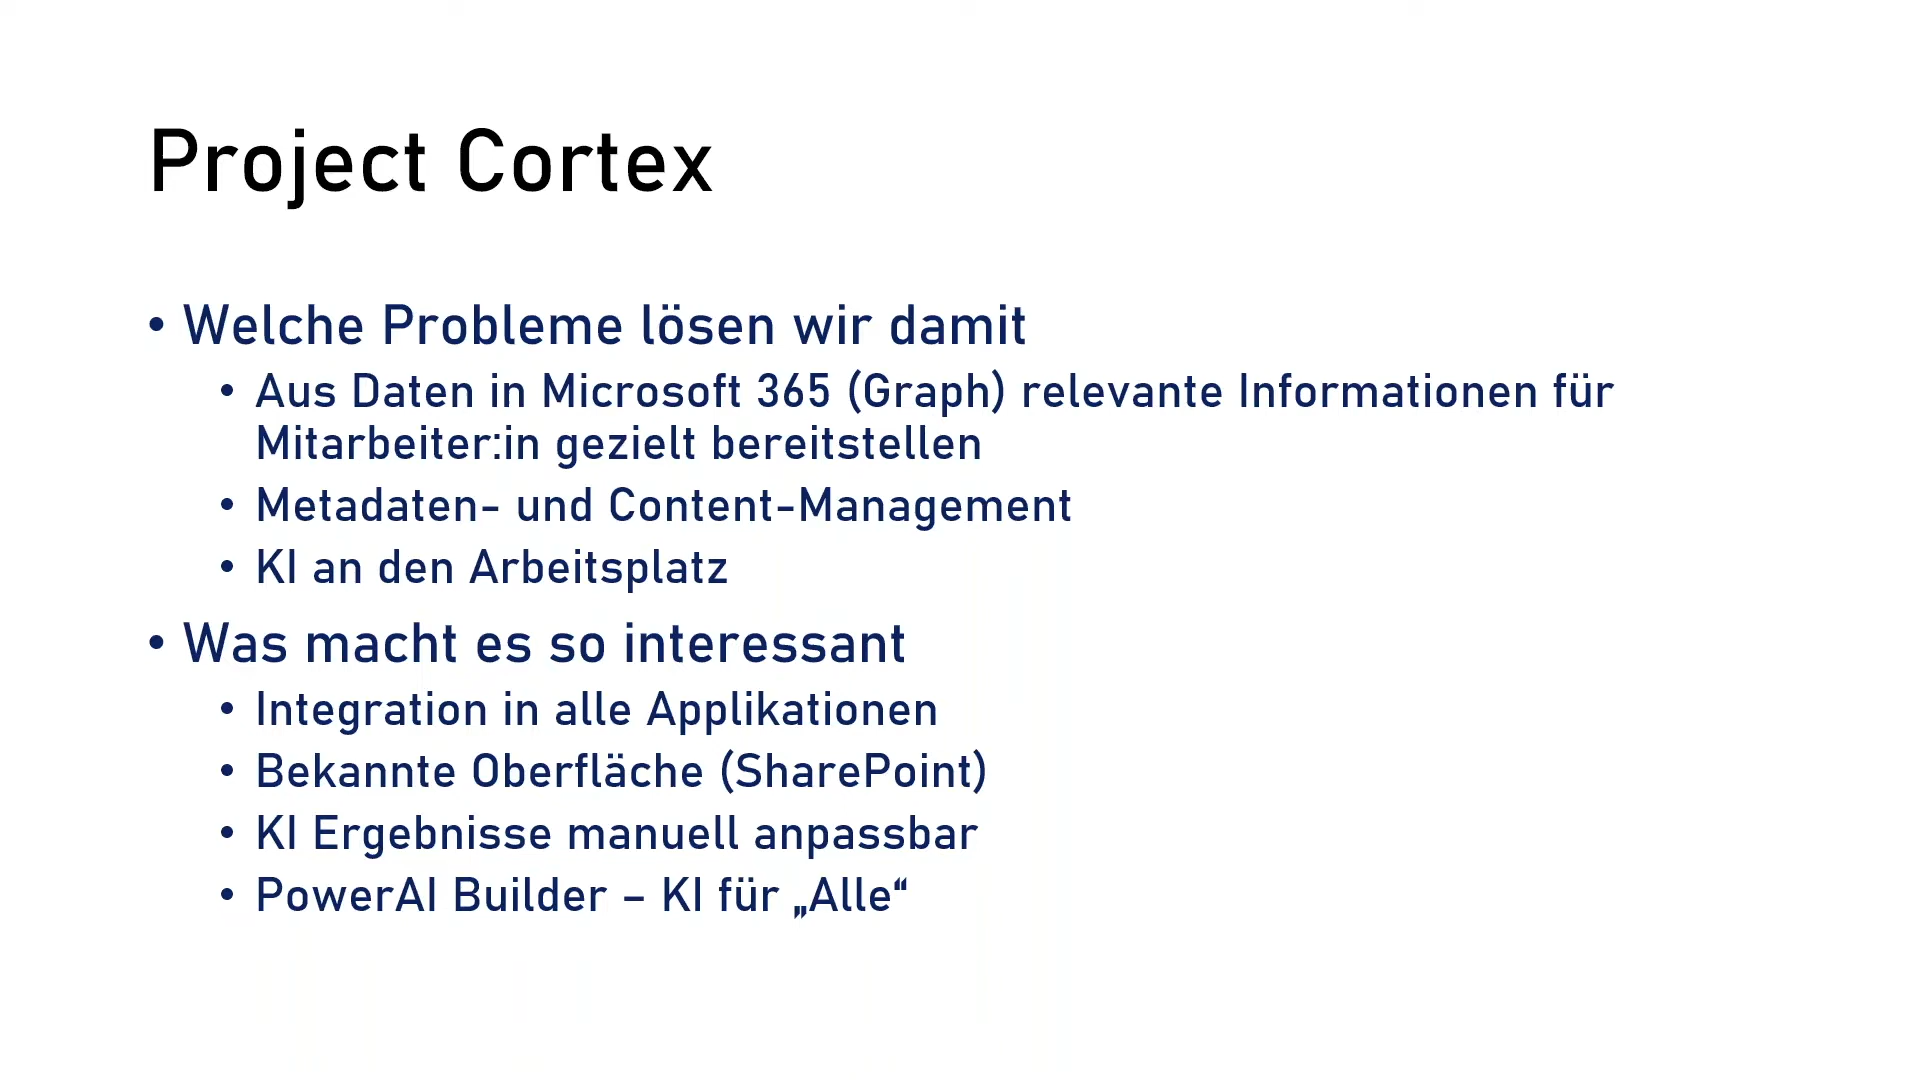 Project Cortex
• Welche Probleme lösen wir damit
• Aus Daten in Microsoft 365 (Graph) relevante Informationen für
Mitarbeiter:in gezielt bereitstellen
• Metadaten- und Content-Management
• KI an den Arbeitsplatz
• Was macht es so interessant
• Integration in alle Applikationen
• Bekannte Oberfläche (SharePoint)
• KI Ergebnisse manuell anpassbar
• PowerAI Builder – KI für „Alle“